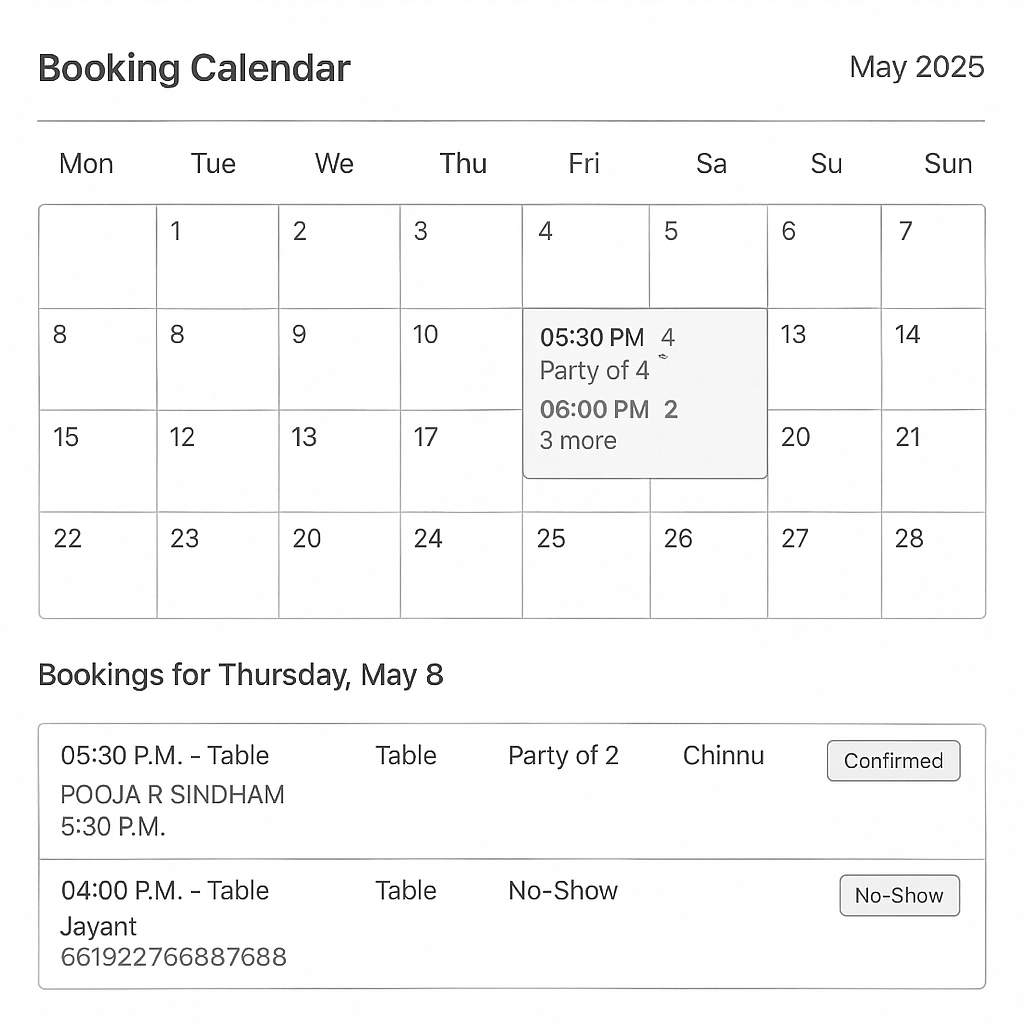 Booking Calendar May 2025
Mon Tue We Thu Fri Sa Su Sun
1 2 3 4 5 6 7
8 8 9 10 13 14
05:30 PM 4
Party of 4
06:00 PM 2
3 more
15 12 13 17 20 21
22 23 20 24 25 26 27 28
Bookings for Thursday, May 8
05:30 P.M. – Table Table Party of 2 Chinnu Confirmed
POOJA R SINDHAM
5:30 P.M.
04:00 P.M. – Table Table No-Show No-Show
Jayant
661922766887688